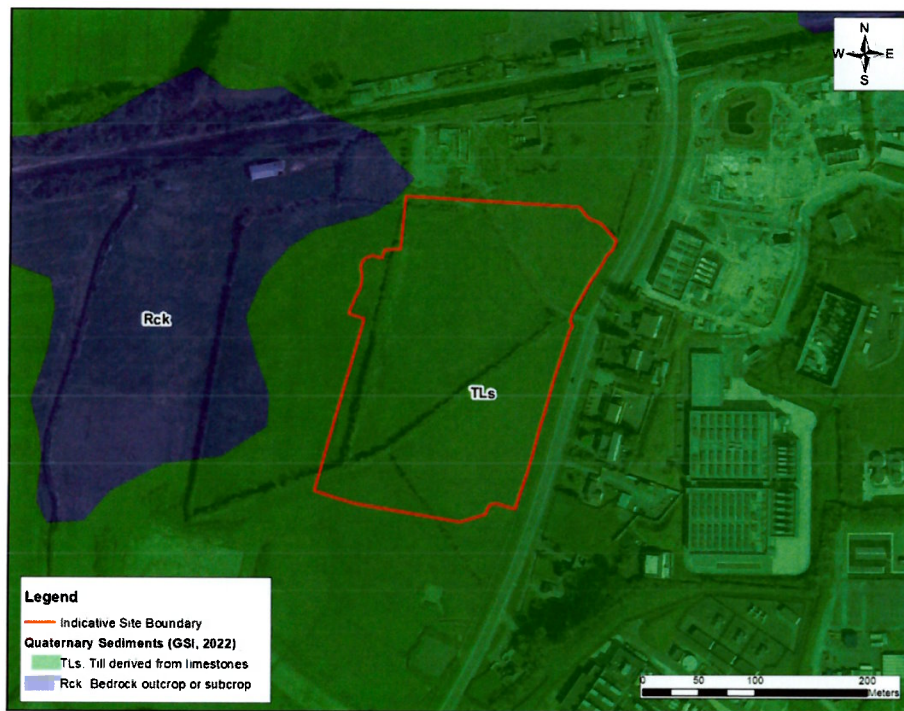 N
W E
S
Rck
TLs
Legend
Indicative Site Boundary
Quaternary Sediments (GSI, 2022)
TLs. Till derived from limestones
Rck Bedrock outcrop or subcrop
0 50 100 200
Meters